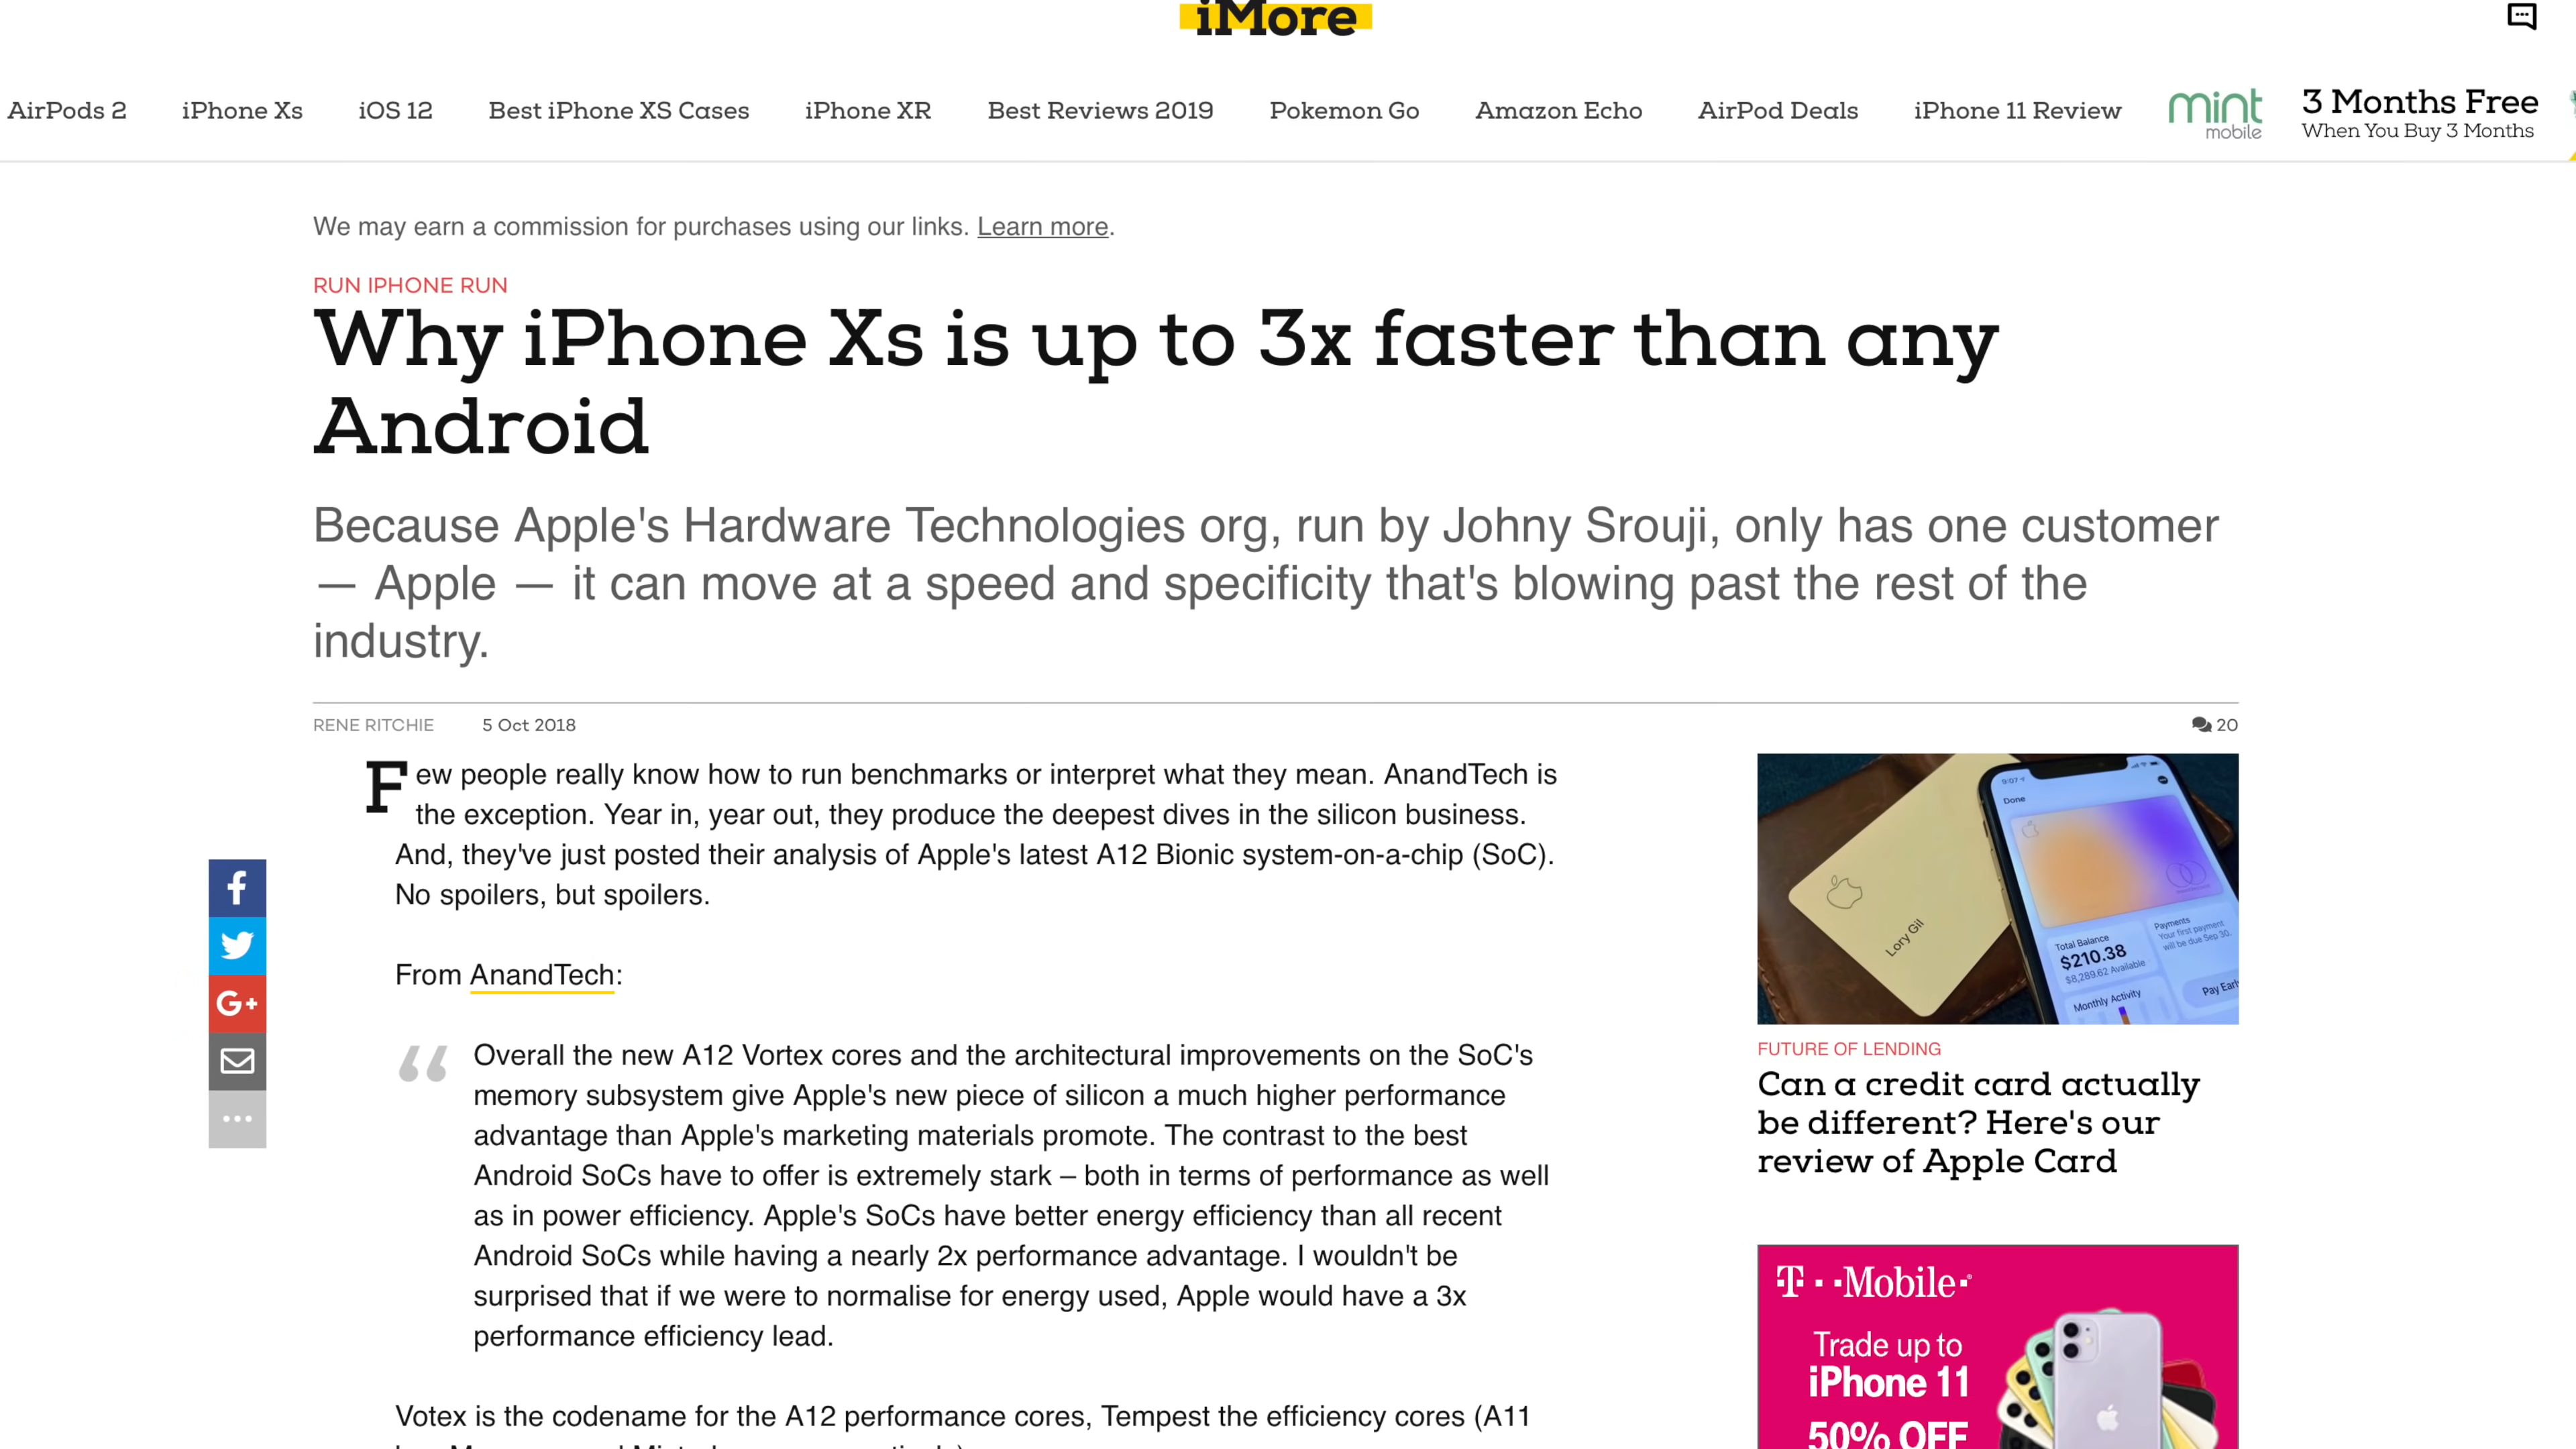 iMore
AirPods 2
iPhone Xs
iOS 12
Best iPhone XS Cases
iPhone XR
Best Reviews 2019
Pokemon Go
Amazon Echo
AirPod Deals
iPhone 11 Review
mint
mobile
3 Months Free
When You Buy 3 Months
We may earn a commission for purchases using our links. Learn more.
RUN IPHONE RUN
Why iPhone Xs is up to 3x faster than any
Android
Because Apple's Hardware Technologies org, run by Johny Srouji, only has one customer
— Apple — it can move at a speed and specificity that's blowing past the rest of the
industry.
RENE RITCHIE 5 Oct 2018
20
Few people really know how to run benchmarks or interpret what they mean. AnandTech is
the exception. Year in, year out, they produce the deepest dives in the silicon business.
And, they've just posted their analysis of Apple's latest A12 Bionic system-on-a-chip (SoC).
No spoilers, but spoilers.
From AnandTech:
“ Overall the new A12 Vortex cores and the architectural improvements on the SoC's
memory subsystem give Apple's new piece of silicon a much higher performance
advantage than Apple's marketing materials promote. The contrast to the best
Android SoCs have to offer is extremely stark – both in terms of performance as well
as in power efficiency. Apple's SoCs have better energy efficiency than all recent
Android SoCs while having a nearly 2x performance advantage. I wouldn't be
surprised that if we were to normalise for energy used, Apple would have a 3x
performance efficiency lead.
Votex is the codename for the A12 performance cores, Tempest the efficiency cores (A11
f
G+
Lory Gil
9:07
Done
Total Balance
$210.38
$8,289.62 Available
Payments
Your first payment
will be due Sep 30.
Monthly Activity
Pay Earl
FUTURE OF LENDING
Can a credit card actually
be different? Here's our
review of Apple Card
T··Mobile·
Trade up to
iPhone 11
50% OFF